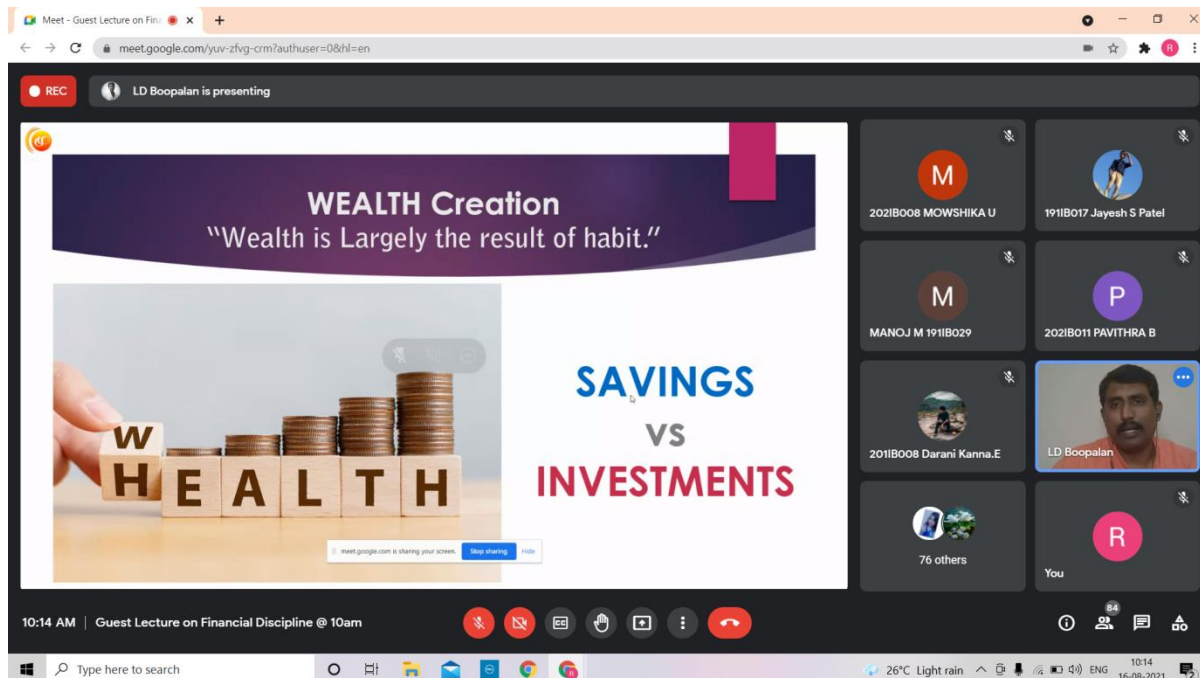 Meet - Guest Lecture on Fin
meet.google.com/yuv-zfvg-crm?authuser=0&hl=en
R
REC
LD Boopalan is presenting
WEALTH Creation
"Wealth is Largely the result of habit."
W
HEALTH
SAVINGS
vs
INVESTMENTS
meet.google.com is sharing your screen. Stop sharing Hide
M
202IB008 MOWSHIKA U
191IB017 Jayesh S Patel
M
MANOJ M 191IB029
P
202IB011 PAVITHRA B
201IB008 Darani Kanna.E
LD Boopalan
76 others
R
You
10:14 AM | Guest Lecture on Financial Discipline @ 10am
CC
84
Type here to search
26°C Light rain
ENG
10:14
16-08-2021